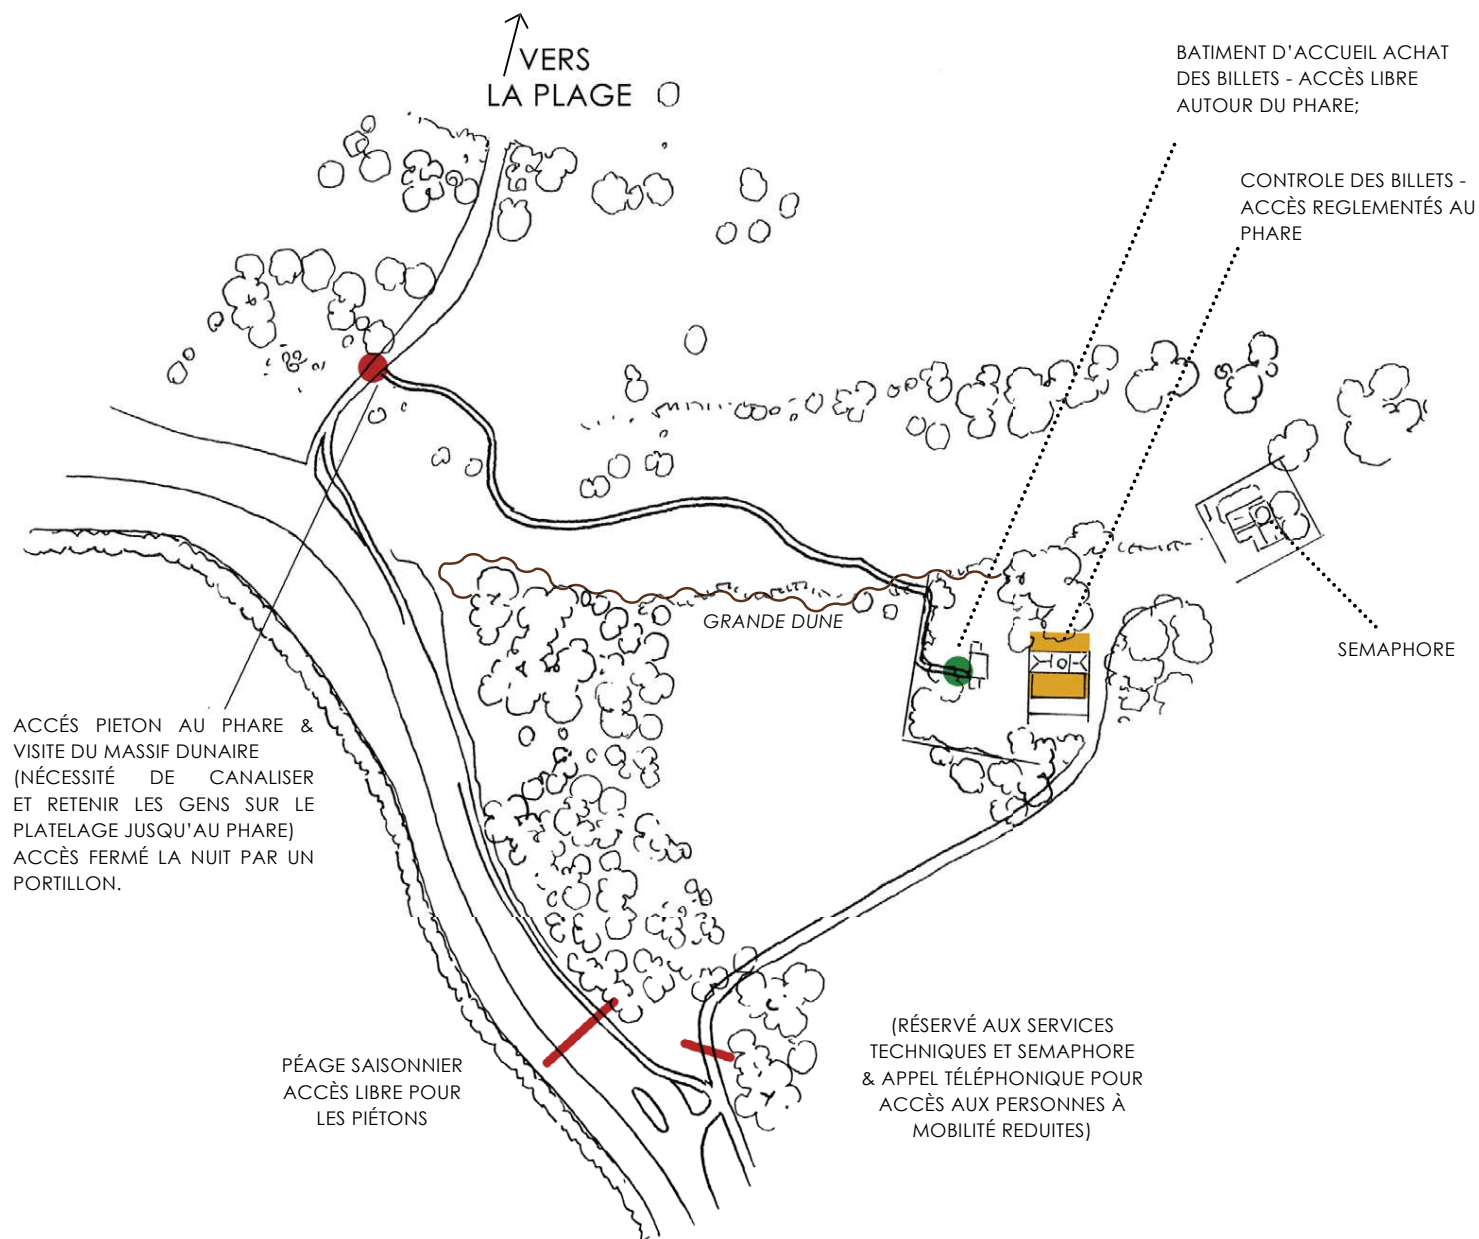 VERS
LA PLAGE
BATIMENT D'ACCUEIL ACHAT
DES BILLETS - ACCÈS LIBRE
AUTOUR DU PHARE;
CONTROLE DES BILLETS -
ACCÈS REGLEMENTÉS AU
PHARE
GRANDE DUNE
SEMAPHORE
ACCÉS PIETON AU PHARE &
VISITE DU MASSIF DUNAIRE
(NÉCESSITÉ DE CANALISER
ET RETENIR LES GENS SUR LE
PLATELAGE JUSQU'AU PHARE)
ACCÈS FERMÉ LA NUIT PAR UN
PORTILLON.
PÉAGE SAISONNIER
ACCÈS LIBRE POUR
LES PIÉTONS
(RÉSERVÉ AUX SERVICES
TECHNIQUES ET SEMAPHORE
& APPEL TÉLÉPHONIQUE POUR
ACCÈS AUX PERSONNES À
MOBILITÉ REDUITES)